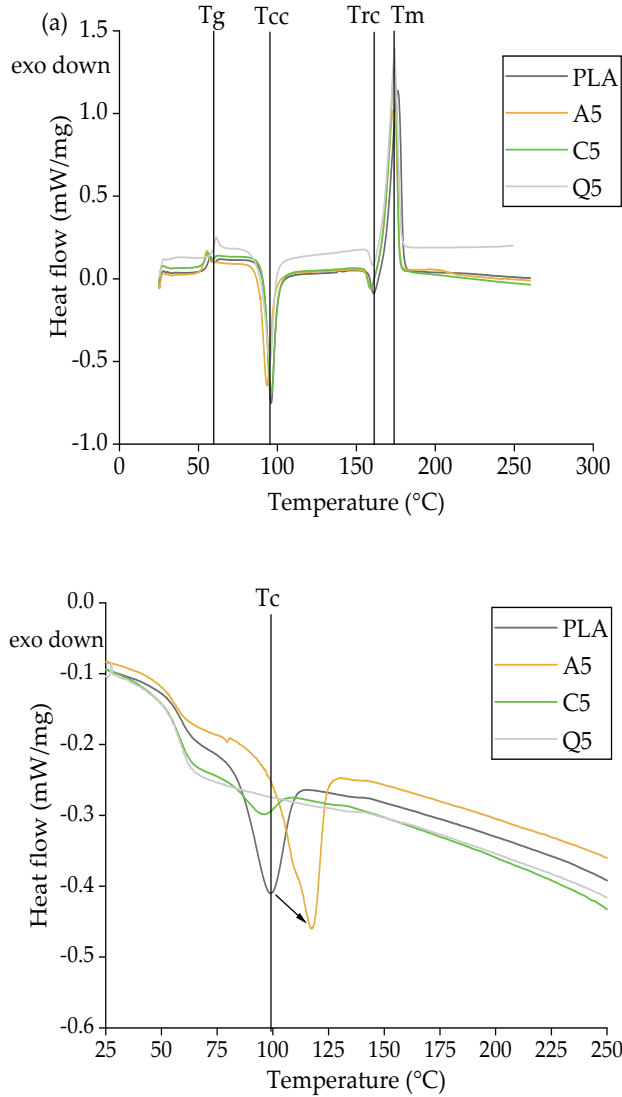 (a) Tg Tcc Trc Tm
1.5
exo down
1.0
0.5
0.0
-0.5
-1.0
Heat flow (mW/mg)
PLA
A5
C5
Q5
0 50 100 150 200 250 300
Temperature (°C)
Tc
0.0
exo down
-0.1
-0.2
-0.3
-0.4
-0.5
-0.6
Heat flow (mW/mg)
PLA
A5
C5
Q5
25 50 75 100 125 150 175 200 225 250
Temperature (°C)